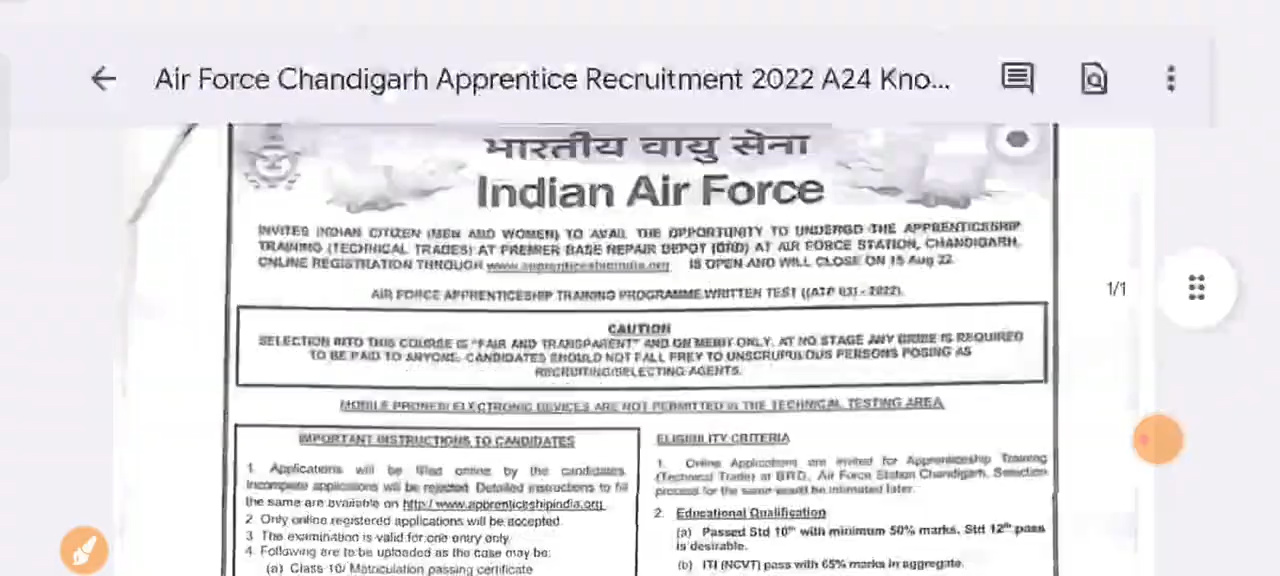 Air Force Chandigarh Apprentice Recruitment 2022 A24 Kno...
भारतीय वायु सेना
Indian Air Force
INVITES INDIAN CITIZEN (MEN AND WOMEN) TO AVAIL THE OPPORTUNITY TO UNDERGO THE APPRENTICESHIP
TRAINING (TECHNICAL TRADES) AT PREMIER BASE REPAIR DEPOT (BRD) AT AIR FORCE STATION, CHANDIGARH.
ONLINE REGISTRATION THROUGH www.apprenticeshipindia.org IS OPEN AND WILL CLOSE ON 15 Aug 22.
AIR FORCE APPRENTICESHIP TRAINING PROGRAMME WRITTEN TEST ((ATP 03) - 2022).
1/1
CAUTION
SELECTION INTO THIS COURSE IS "FAIR AND TRANSPARENT" AND ON MERIT ONLY. AT NO STAGE ANY BRIBE IS REQUIRED
TO BE PAID TO ANYONE. CANDIDATES SHOULD NOT FALL PREY TO UNSCRUPULOUS PERSONS POSING AS
RECRUITING/SELECTING AGENTS.
MOBILE PHONES/ ELECTRONIC DEVICES ARE NOT PERMITTED IN THE TECHNICAL TESTING AREA
IMPORTANT INSTRUCTIONS TO CANDIDATES
1. Applications will be filled online by the candidates.
Incomplete applications will be rejected. Detailed instructions to fill
the same are available on http://www.apprenticeshipindia.org
2. Only online registered applications will be accepted.
3. The examination is valid for one entry only.
4. Following are to be uploaded as the case may be:
(a) Class 10/ Matriculation passing certificate
ELIGIBILITY CRITERIA
1. Online Applications are invited for Apprenticeship Training
(Technical Trade) at BRD, Air Force Station Chandigarh. Selection
process for the same would be intimated later.
2. Educational Qualification
(a) Passed Std 10th with minimum 50% marks. Std 12th pass
is desirable.
(b) ITI (NCVT) pass with 65% marks in aggregate.